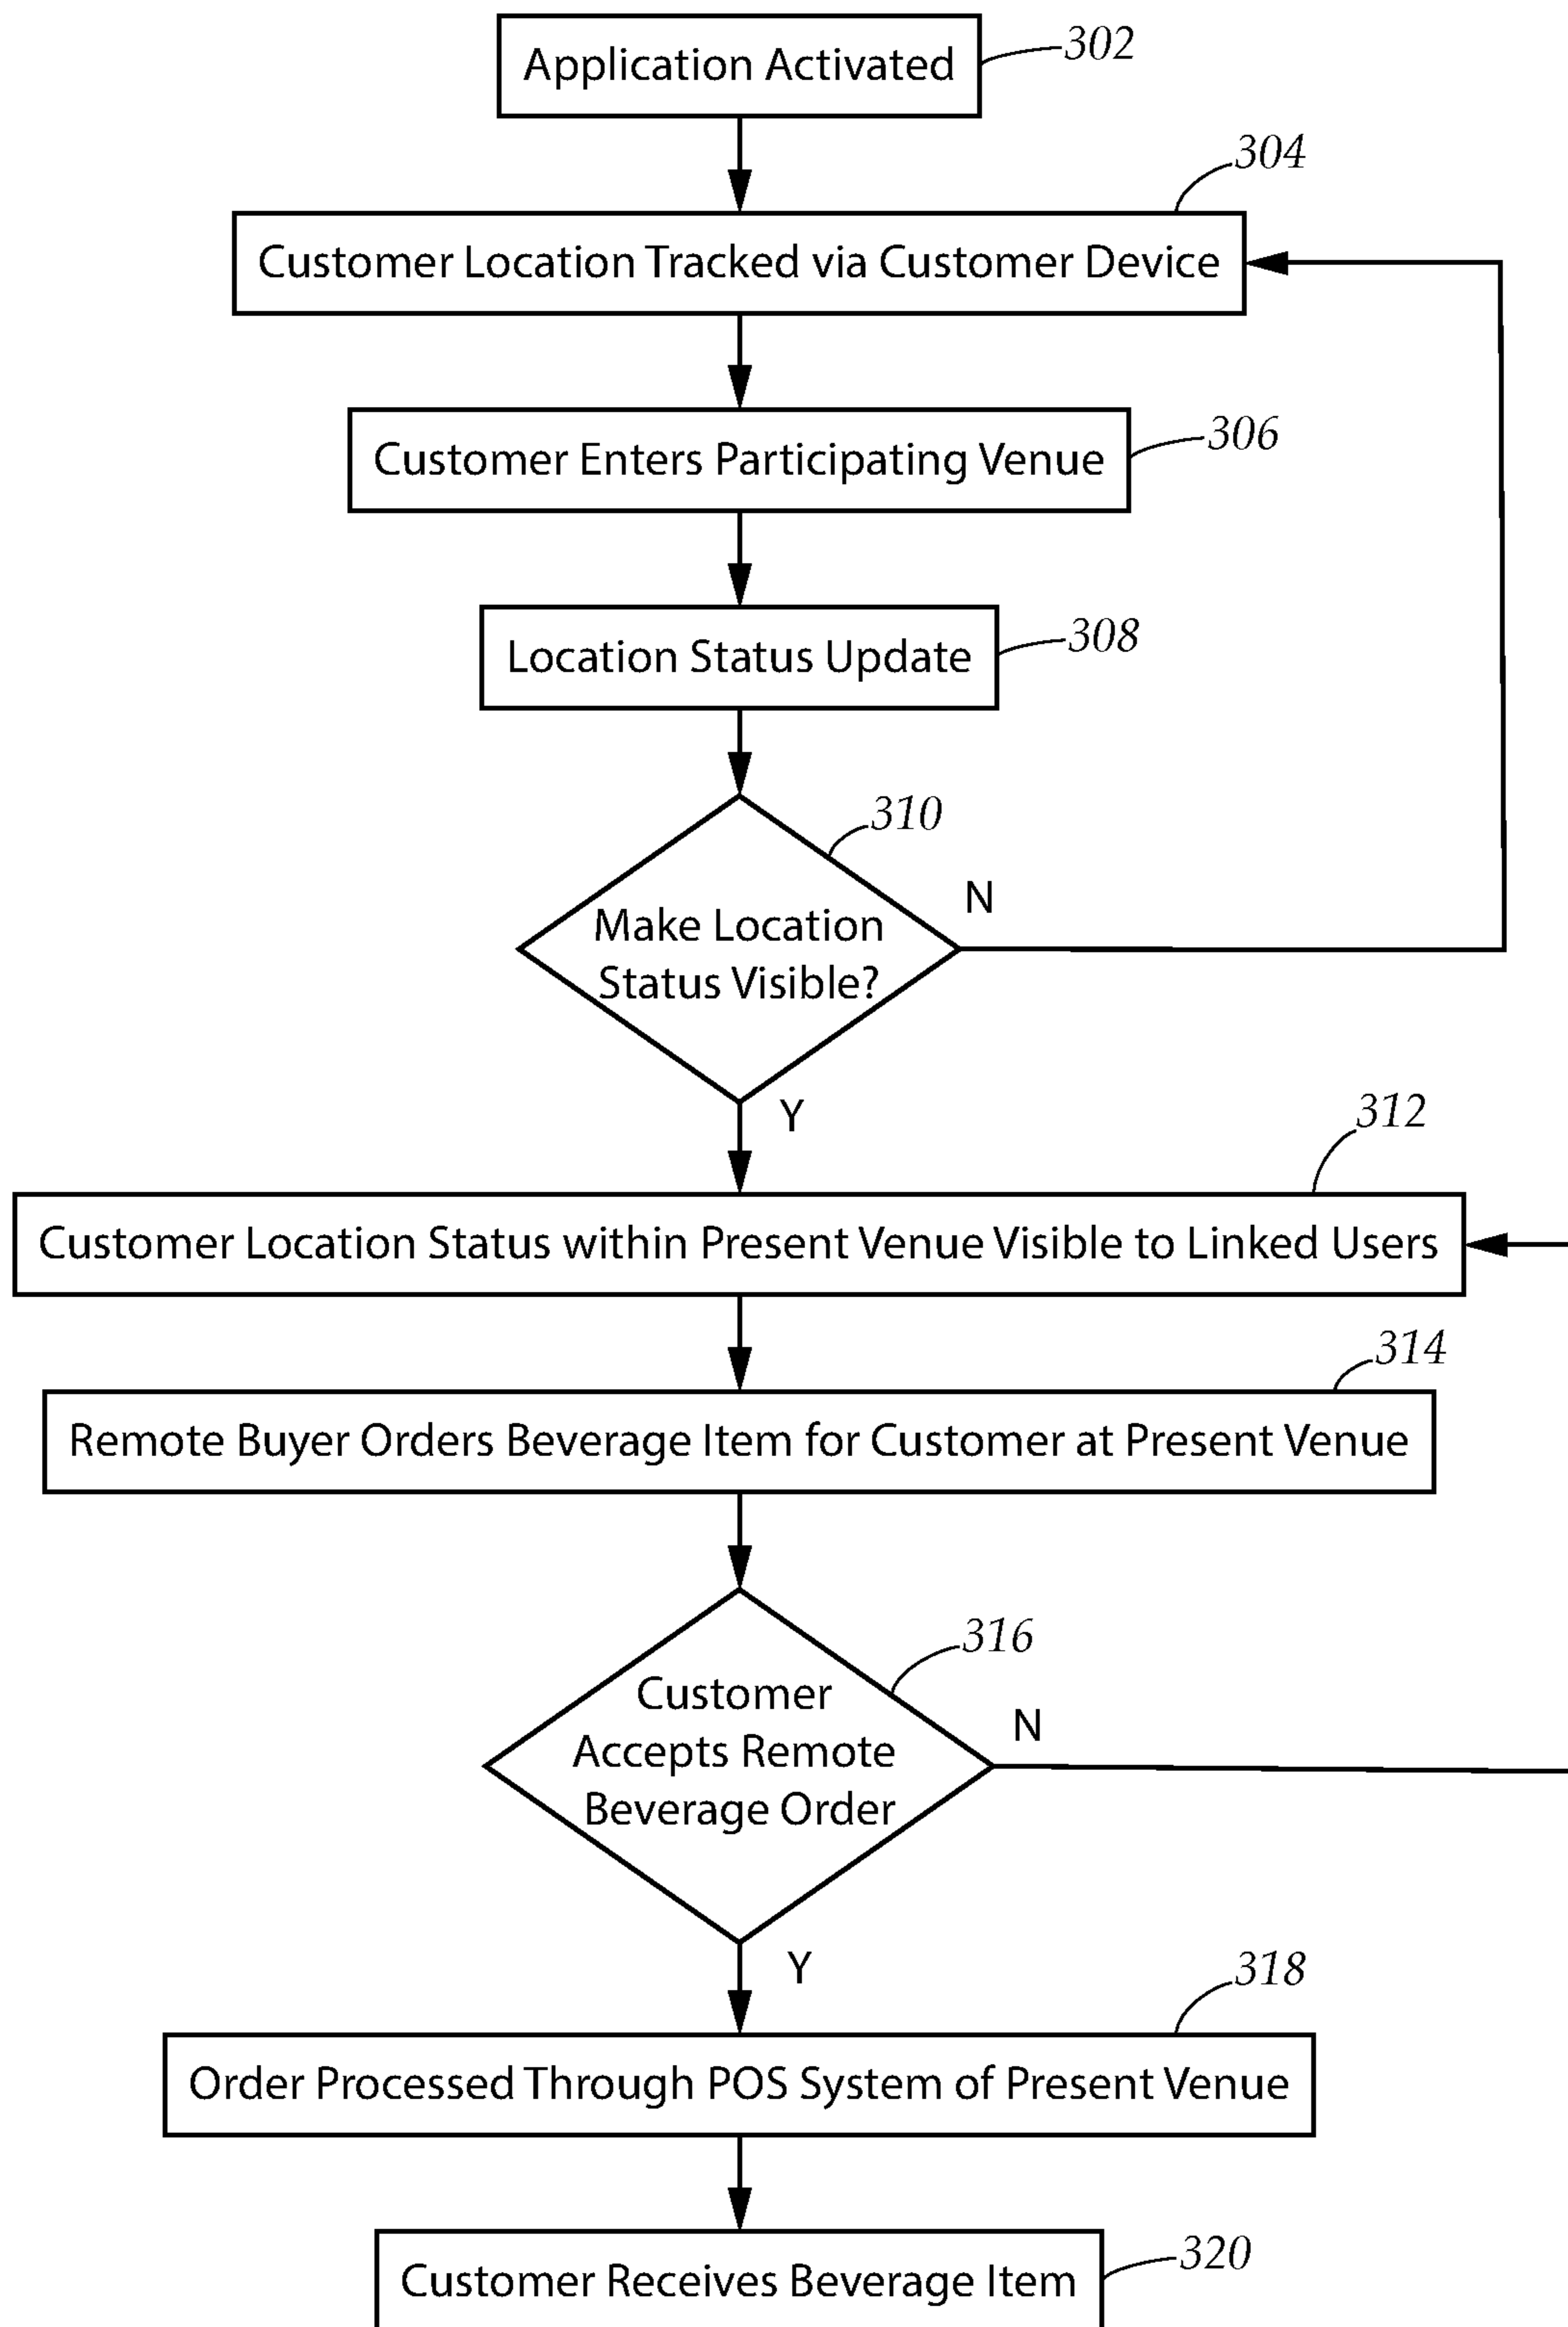 Application Activated
302
304
Customer Location Tracked via Customer Device
Customer Enters Participating Venue
306
Location Status Update
308
310
N
Make Location
Status Visible?
Y
312
Customer Location Status within Present Venue Visible to Linked Users
314
Remote Buyer Orders Beverage Item for Customer at Present Venue
316
Customer
N
Accepts Remote
Beverage Order
Y
318
Order Processed Through POS System of Present Venue
320
Customer Receives Beverage Item